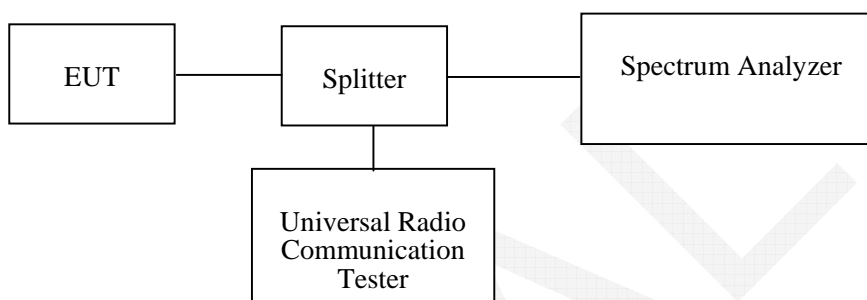 EUT
Splitter
Spectrum Analyzer
Universal Radio
Communication
Tester